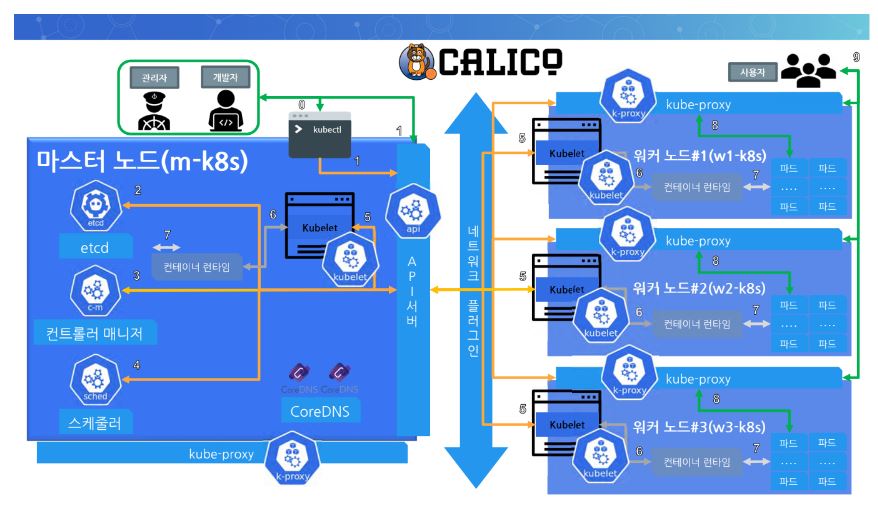 CALICO
관리자
개발자
사용자
9
0
kubectl
1
1
마스터 노드(m-k8s)
2
etcd
etcd
7
6
5
Kubelet
kubelet
컨테이너 런타임
3
c-m
컨트롤러 매니저
4
sched
스케줄러
CoreDNS
CoreDNS
CoreDNS
api
API 서버
kube-proxy
k-proxy
네트워크 플러그인
k-proxy
kube-proxy
8
5
Kubelet
워커 노드#1(w1-k8s)
kubelet
6
컨테이너 런타임
7
파드
파드
....
....
파드
파드
k-proxy
kube-proxy
8
5
Kubelet
워커 노드#2(w2-k8s)
kubelet
6
컨테이너 런타임
7
파드
파드
....
....
파드
파드
k-proxy
kube-proxy
8
5
Kubelet
워커 노드#3(w3-k8s)
kubelet
6
컨테이너 런타임
7
파드
파드
....
....
파드
파드